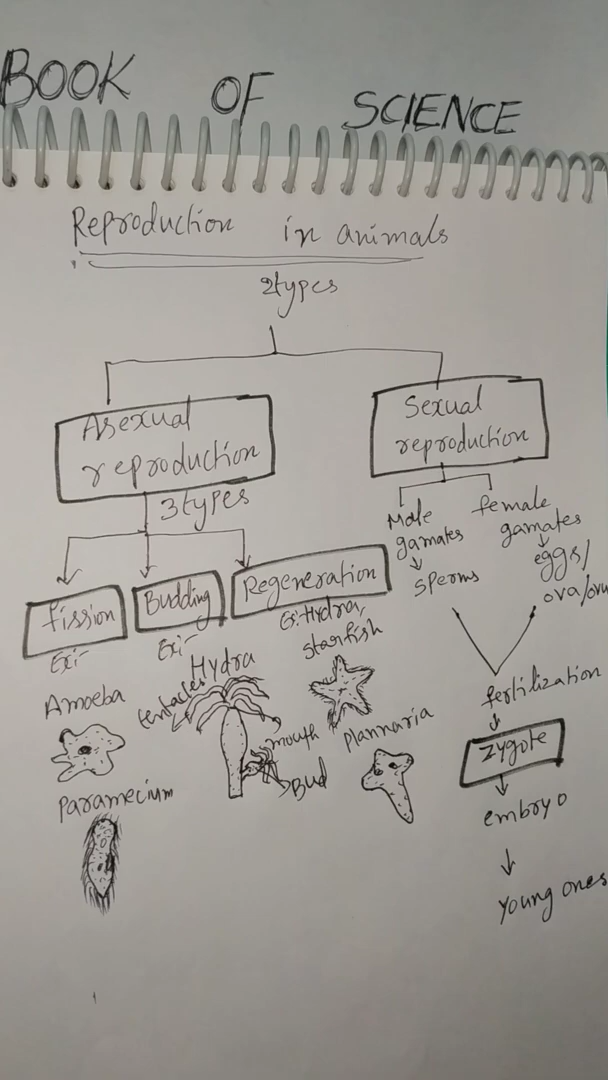 BOOK OF SCIENCE
Reproduction in animals
2types
Asexual
reproduction
Sexual
reproduction
3types
Male
gamates
sperms
female
gamates
eggs/
ova/ovu
fission
Budding
Regeneration
Ex:-
Ex:-
Ex:-Hydra,
starfish
Amoeba
Hydra
tentacles
mouth
Bud
Plannaria
Paramecium
fertilization
Zygote
embryo
young ones